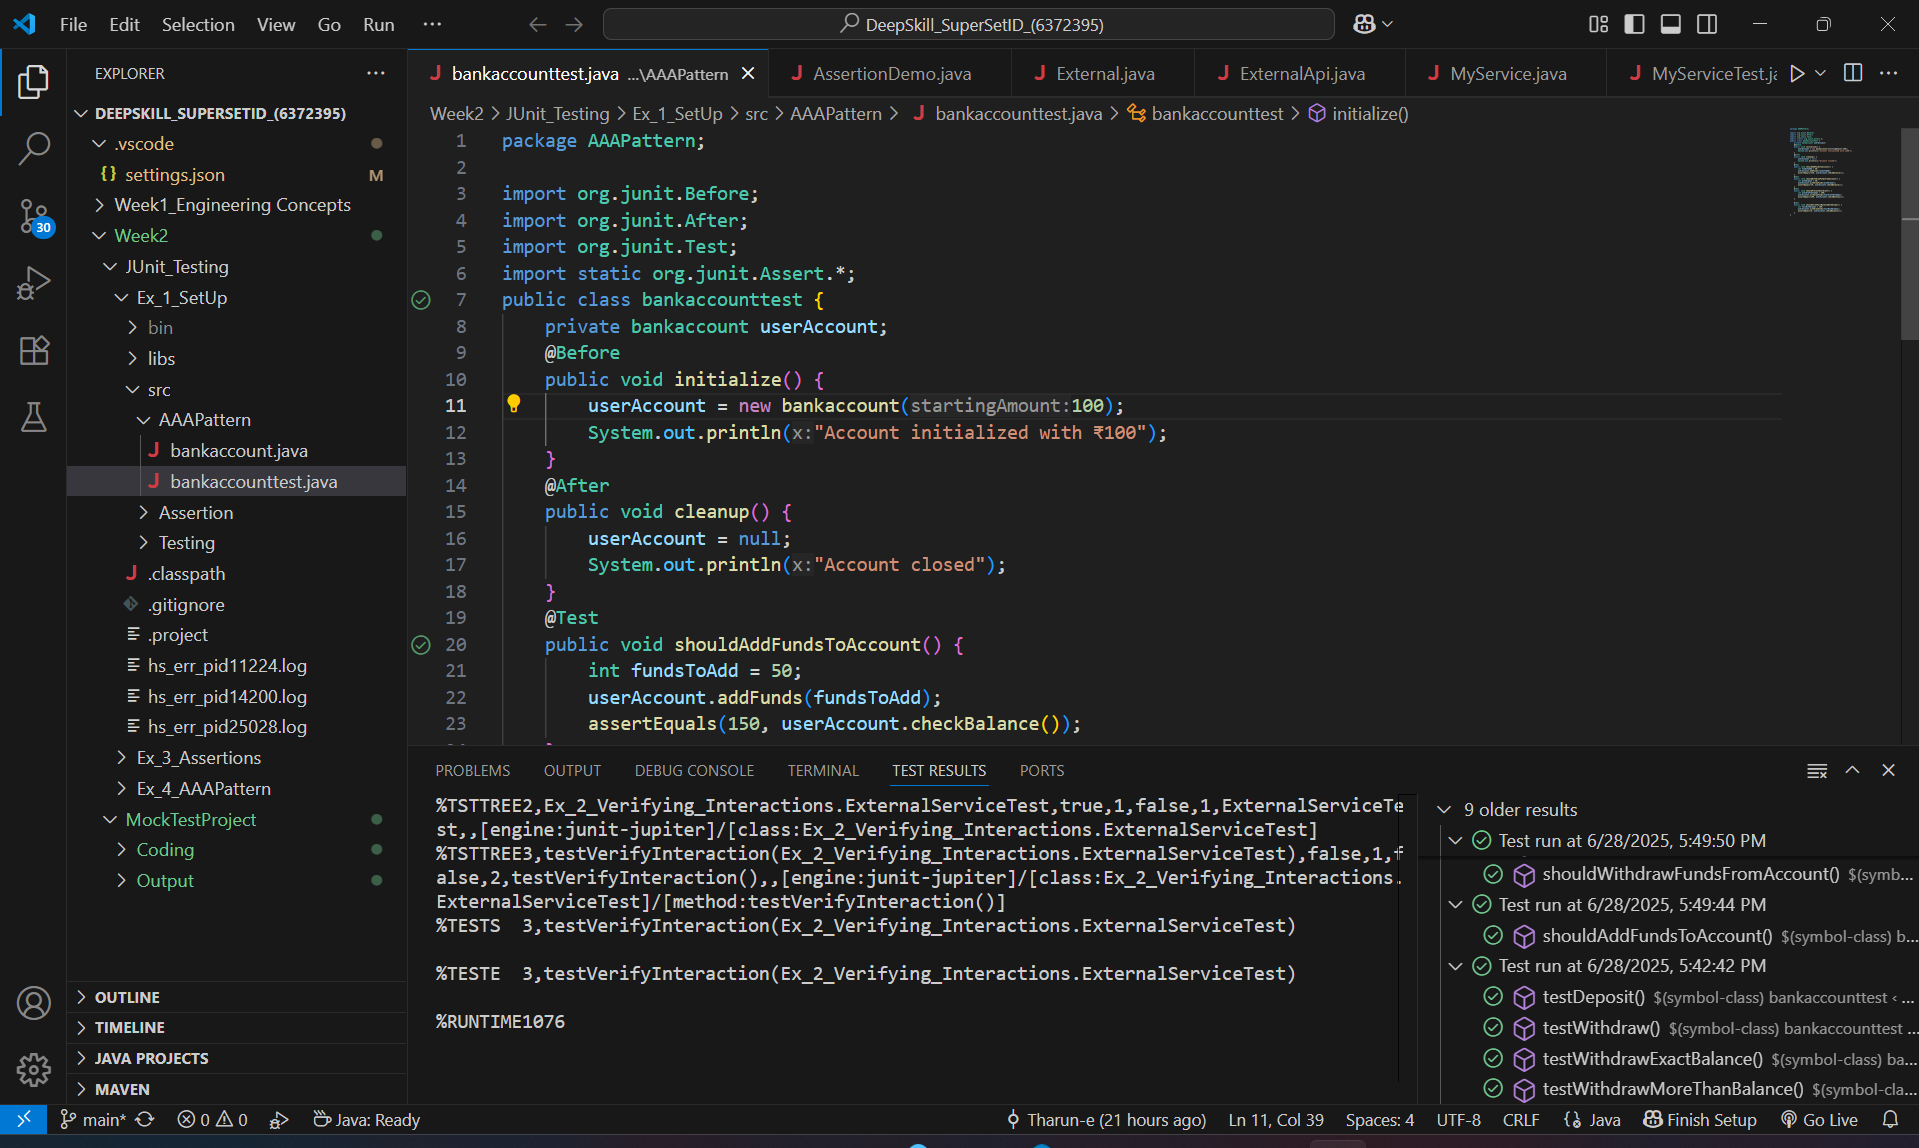 File Edit Selection View Go Run ···
DeepSkill_SuperSetID_(6372395)
EXPLORER
DEEPSKILL_SUPERSETID_(6372395)
.vscode
{} settings.json M
Week1_Engineering Concepts
Week2
JUnit_Testing
Ex_1_SetUp
bin
libs
src
AAAPattern
J bankaccount.java
J bankaccounttest.java
Assertion
Testing
J .classpath
.gitignore
.project
hs_err_pid11224.log
hs_err_pid14200.log
hs_err_pid25028.log
Ex_3_Assertions
Ex_4_AAAPattern
MockTestProject
Coding
Output
OUTLINE
TIMELINE
JAVA PROJECTS
MAVEN
30
J bankaccounttest.java ...\AAAPattern
J AssertionDemo.java
J External.java
J ExternalApi.java
J MyService.java
J MyServiceTest.ja
Week2 > JUnit_Testing > Ex_1_SetUp > src > AAAPattern > J bankaccounttest.java > bankaccounttest > initialize()
1 package AAAPattern;
2
3 import org.junit.Before;
4 import org.junit.After;
5 import org.junit.Test;
6 import static org.junit.Assert.*;
7 public class bankaccounttest {
8 private bankaccount userAccount;
9 @Before
10 public void initialize() {
11 userAccount = new bankaccount(startingAmount:100);
12 System.out.println(x:"Account initialized with ₹100");
13 }
14 @After
15 public void cleanup() {
16 userAccount = null;
17 System.out.println(x:"Account closed");
18 }
19 @Test
20 public void shouldAddFundsToAccount() {
21 int fundsToAdd = 50;
22 userAccount.addFunds(fundsToAdd);
23 assertEquals(150, userAccount.checkBalance());
PROBLEMS OUTPUT DEBUG CONSOLE TERMINAL TEST RESULTS PORTS
%TSTTREE2,Ex_2_Verifying_Interactions.ExternalServiceTest,true,1,false,1,ExternalServiceTe
st,,[engine:junit-jupiter]/[class:Ex_2_Verifying_Interactions.ExternalServiceTest]
%TSTTREE3,testVerifyInteraction(Ex_2_Verifying_Interactions.ExternalServiceTest),false,1,f
alse,2,testVerifyInteraction(),,[engine:junit-jupiter]/[class:Ex_2_Verifying_Interactions.
ExternalServiceTest]/[method:testVerifyInteraction()]
%TESTS 3,testVerifyInteraction(Ex_2_Verifying_Interactions.ExternalServiceTest)
%TESTE 3,testVerifyInteraction(Ex_2_Verifying_Interactions.ExternalServiceTest)
%RUNTIME1076
9 older results
Test run at 6/28/2025, 5:49:50 PM
shouldWithdrawFundsFromAccount() $(symb...
Test run at 6/28/2025, 5:49:44 PM
shouldAddFundsToAccount() $(symbol-class) b...
Test run at 6/28/2025, 5:42:42 PM
testDeposit() $(symbol-class) bankaccounttest < ...
testWithdraw() $(symbol-class) bankaccounttest ...
testWithdrawExactBalance() $(symbol-class) ba...
testWithdrawMoreThanBalance() $(symbol-cla...
main* 0 0 Java: Ready
Tharun-e (21 hours ago) Ln 11, Col 39 Spaces: 4 UTF-8 CRLF {} Java Finish Setup Go Live